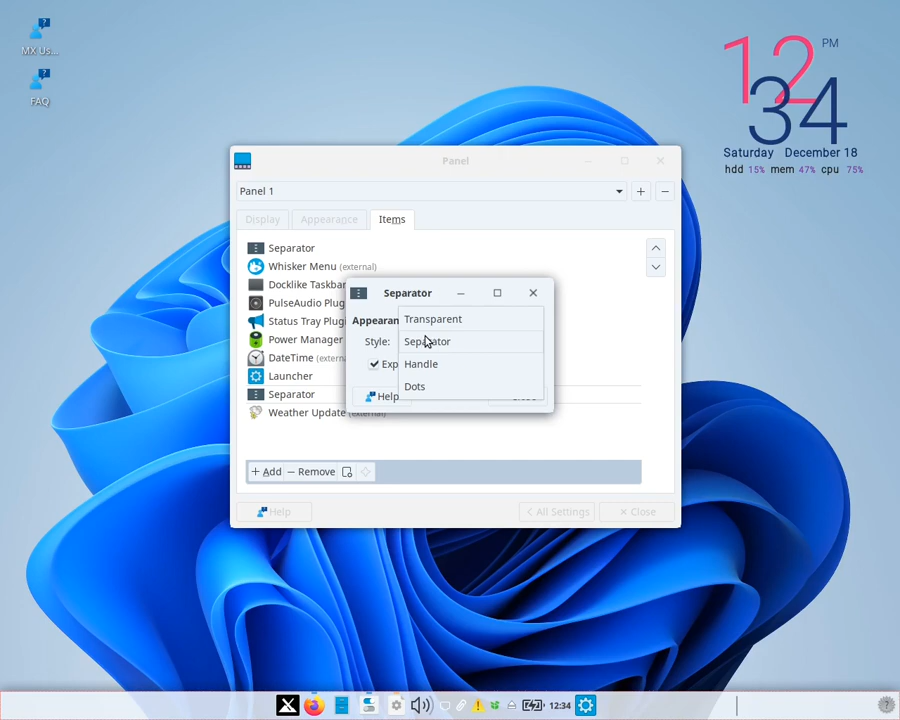 MX Us...
FAQ
12 PM
34
Saturday December 18
hdd 15% mem 47% cpu 75%
Panel
Panel 1
Display Appearance Items
Separator
Whisker Menu (external)
Docklike Taskbar
PulseAudio Plug
Status Tray Plug
Power Manager
DateTime (extern
Launcher
Separator
Weather Update (external)
Separator
Appearan
Style:
Transparent
Separator
Handle
Dots
Exp
Help
+ Add − Remove
Help < All Settings × Close
12:34
?